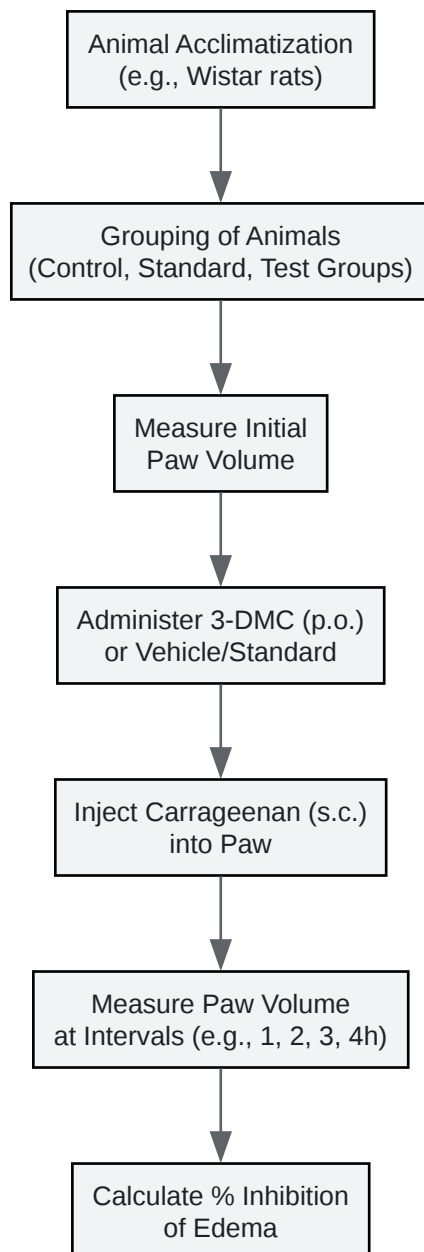 Animal Acclimatization
(e.g., Wistar rats)
Grouping of Animals
(Control, Standard, Test Groups)
Measure Initial
Paw Volume
Administer 3-DMC (p.o.)
or Vehicle/Standard
Inject Carrageenan (s.c.)
into Paw
Measure Paw Volume
at Intervals (e.g., 1, 2, 3, 4h)
Calculate % Inhibition
of Edema